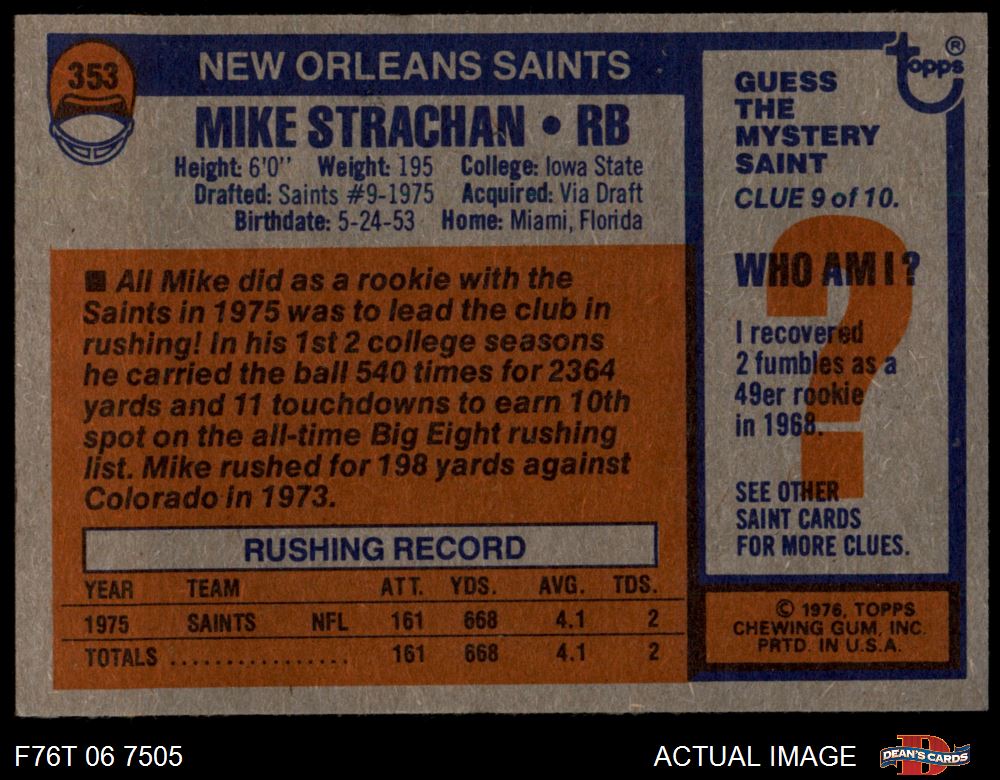 353
NEW ORLEANS SAINTS
MIKE STRACHAN • RB
Height: 6'0'' Weight: 195 College: Iowa State
Drafted: Saints #9-1975 Acquired: Via Draft
Birthdate: 5-24-53 Home: Miami, Florida
■ All Mike did as a rookie with the
Saints in 1975 was to lead the club in
rushing! In his 1st 2 college seasons
he carried the ball 540 times for 2364
yards and 11 touchdowns to earn 10th
spot on the all-time Big Eight rushing
list. Mike rushed for 198 yards against
Colorado in 1973.
RUSHING RECORD
YEAR TEAM ATT. YDS. AVG. TDS.
1975 SAINTS NFL 161 668 4.1 2
TOTALS ................. 161 668 4.1 2
topps ®
GUESS
THE
MYSTERY
SAINT
CLUE 9 of 10.
?
WHO AM I?
I recovered
2 fumbles as a
49er rookie
in 1968.
SEE OTHER
SAINT CARDS
FOR MORE CLUES.
© 1976, TOPPS
CHEWING GUM, INC.
PRTD. IN U.S.A.
F76T 06 7505
ACTUAL IMAGE
D
DEAN'S CARDS